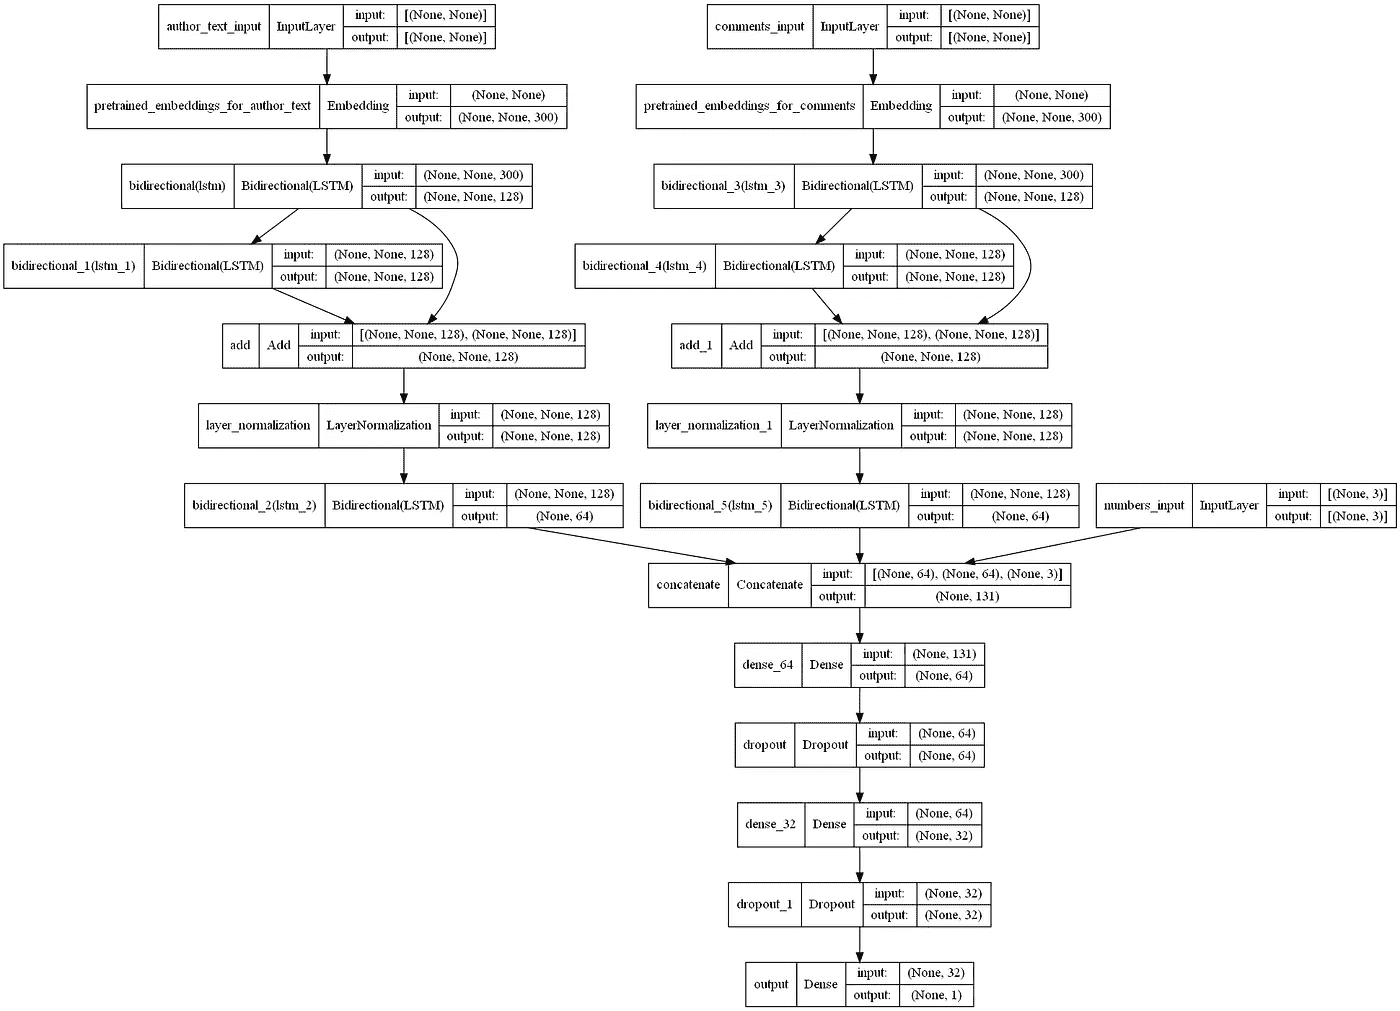 author_text_input InputLayer input: [(None, None)]
output: [(None, None)]
comments_input InputLayer input: [(None, None)]
output: [(None, None)]
pretrained_embeddings_for_author_text Embedding input: (None, None)
output: (None, None, 300)
pretrained_embeddings_for_comments Embedding input: (None, None)
output: (None, None, 300)
bidirectional(lstm) Bidirectional(LSTM) input: (None, None, 300)
output: (None, None, 128)
bidirectional_3(lstm_3) Bidirectional(LSTM) input: (None, None, 300)
output: (None, None, 128)
bidirectional_1(lstm_1) Bidirectional(LSTM) input: (None, None, 128)
output: (None, None, 128)
bidirectional_4(lstm_4) Bidirectional(LSTM) input: (None, None, 128)
output: (None, None, 128)
add Add input: [(None, None, 128), (None, None, 128)]
output: (None, None, 128)
add_1 Add input: [(None, None, 128), (None, None, 128)]
output: (None, None, 128)
layer_normalization LayerNormalization input: (None, None, 128)
output: (None, None, 128)
layer_normalization_1 LayerNormalization input: (None, None, 128)
output: (None, None, 128)
bidirectional_2(lstm_2) Bidirectional(LSTM) input: (None, None, 128)
output: (None, 64)
bidirectional_5(lstm_5) Bidirectional(LSTM) input: (None, None, 128)
output: (None, 64)
numbers_input InputLayer input: [(None, 3)]
output: [(None, 3)]
concatenate Concatenate input: [(None, 64), (None, 64), (None, 3)]
output: (None, 131)
dense_64 Dense input: (None, 131)
output: (None, 64)
dropout Dropout input: (None, 64)
output: (None, 64)
dense_32 Dense input: (None, 64)
output: (None, 32)
dropout_1 Dropout input: (None, 32)
output: (None, 32)
output Dense input: (None, 32)
output: (None, 1)